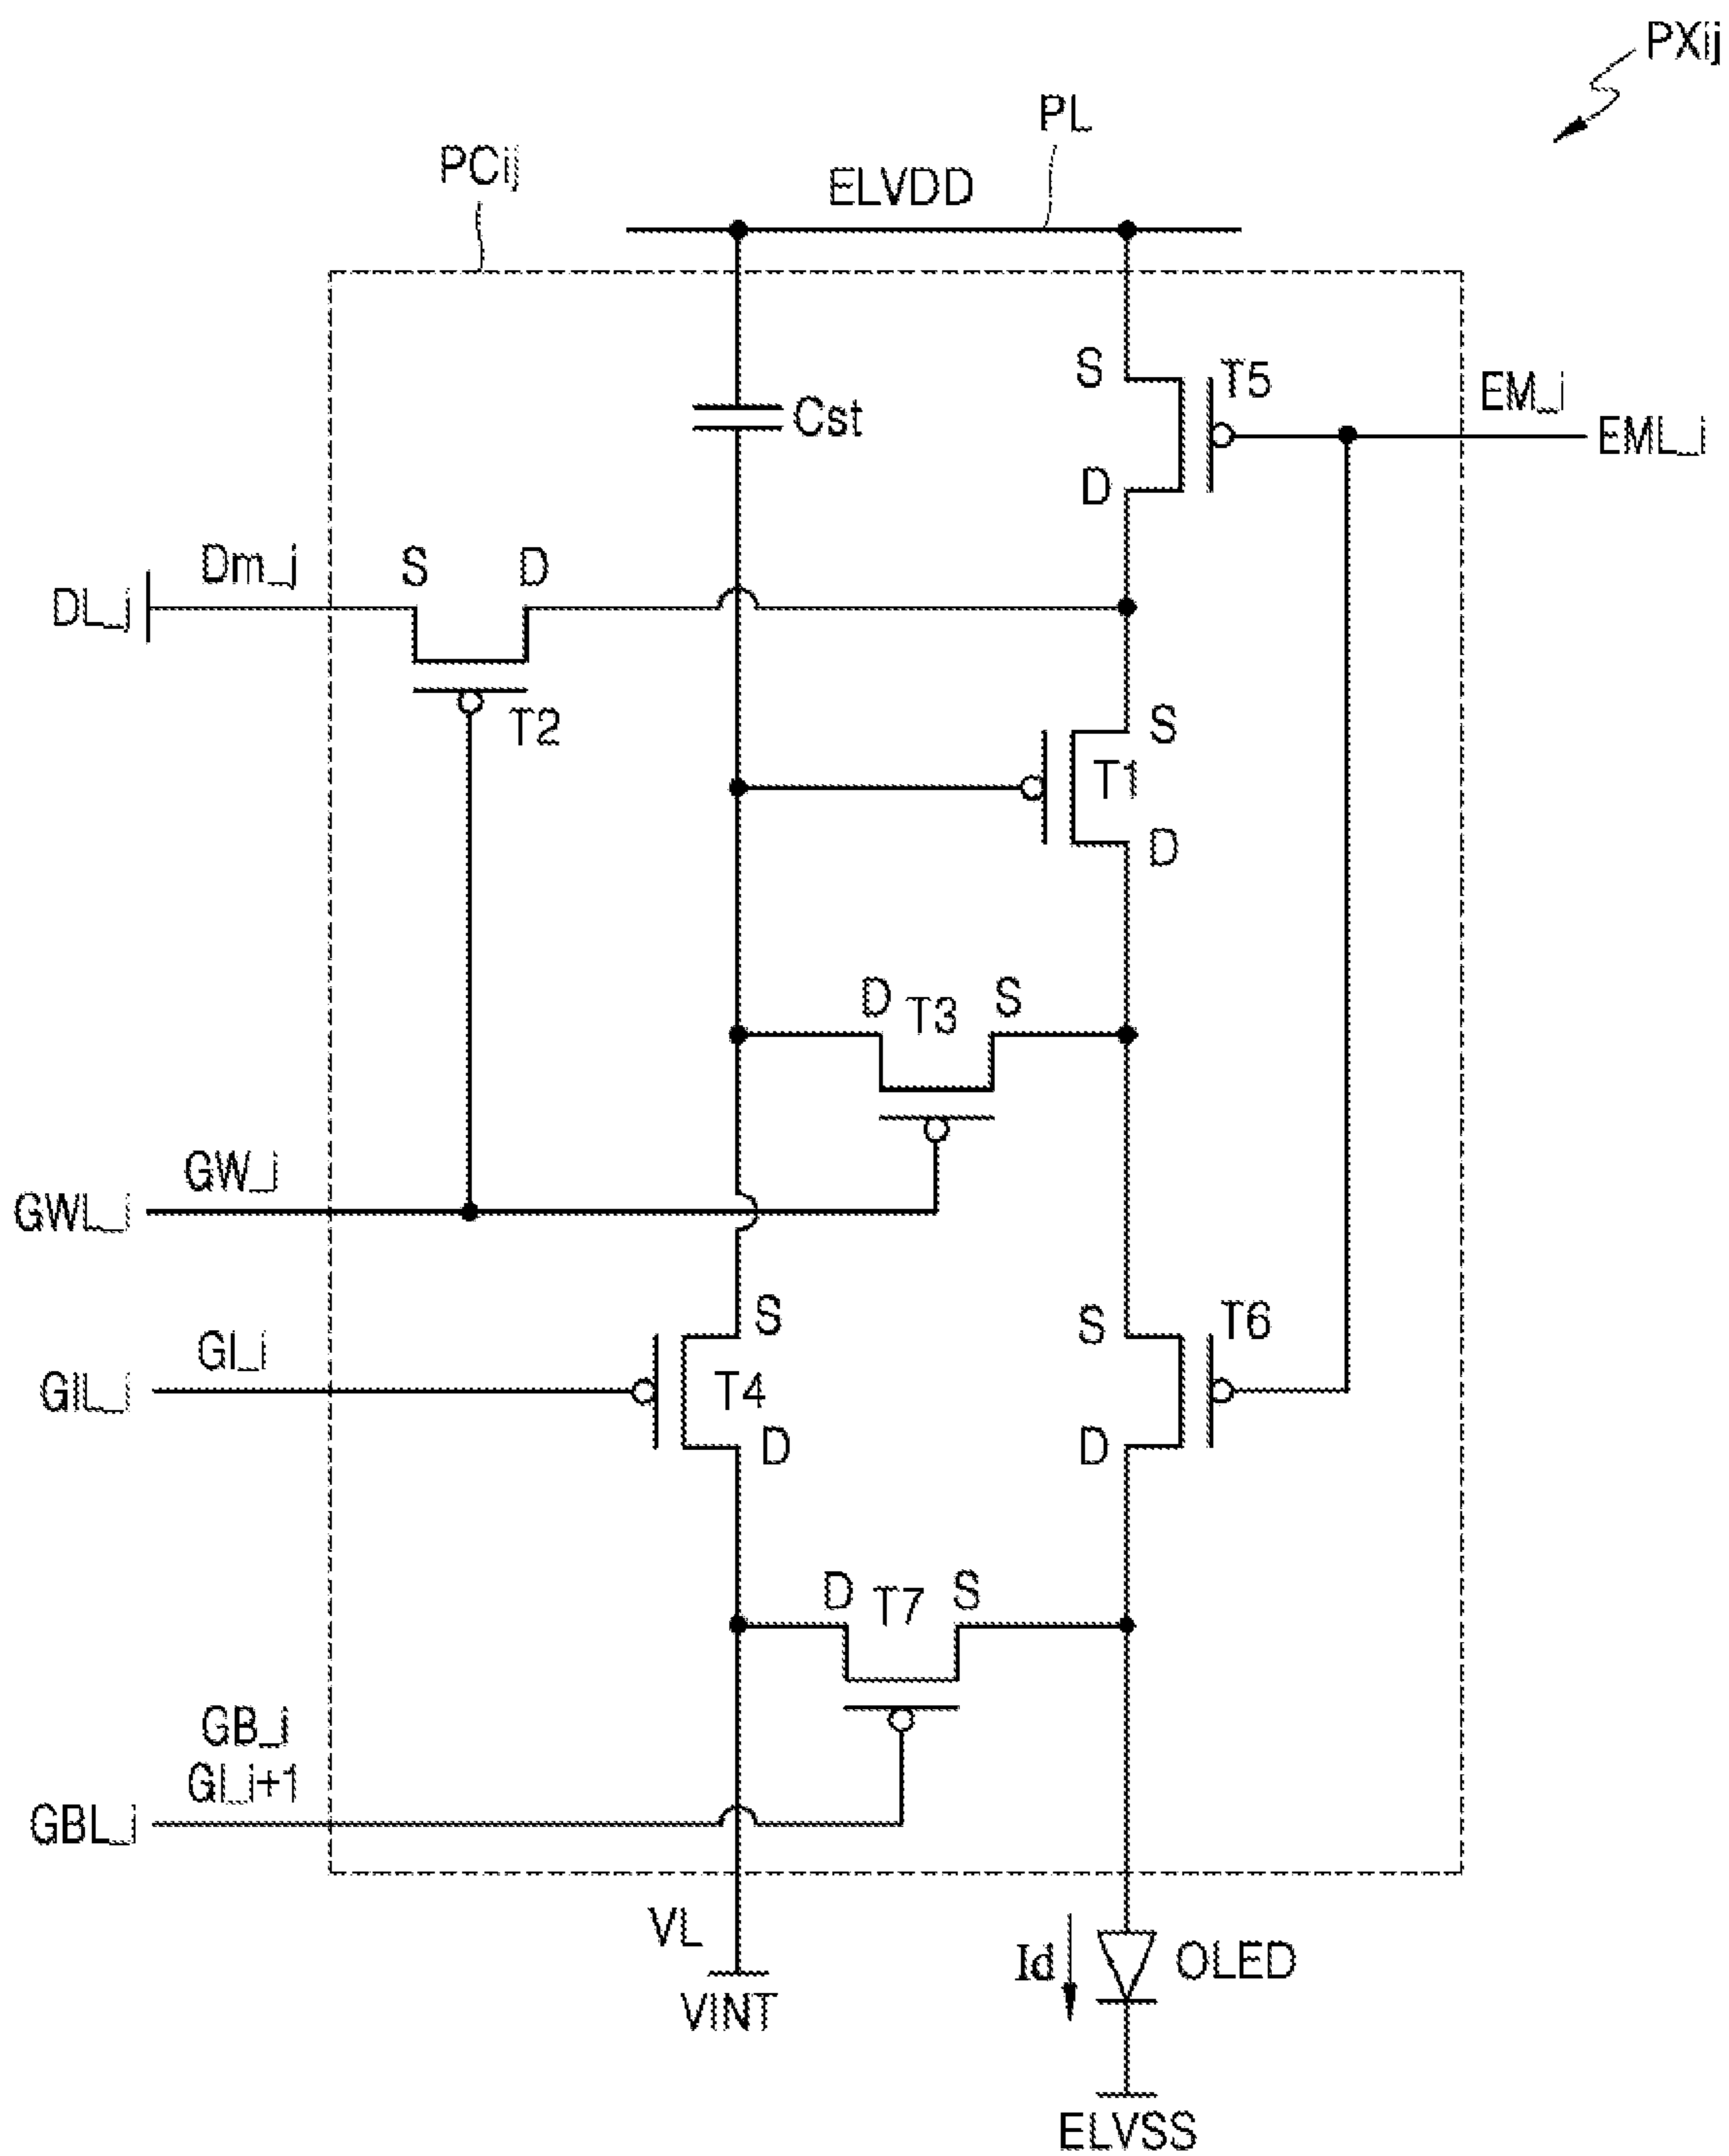 PXij
PL
PCij
ELVDD
S
T5
EM_i
EML_i
Cst
D
Dm_j
S
D
DL_j
T2
S
T1
D
D
T3
S
GW_i
GWL_i
S
S
T6
GI_i
GIL_i
T4
D
D
D
T7
S
GB_i
GI_i+1
GBL_i
VL
Id
OLED
VINT
ELVSS